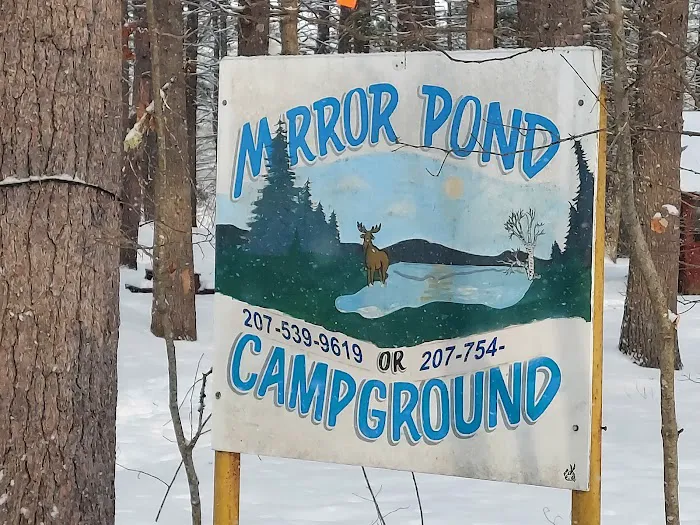 MIRROR POND
207-539-9619 OR 207-754-
CAMPGROUND